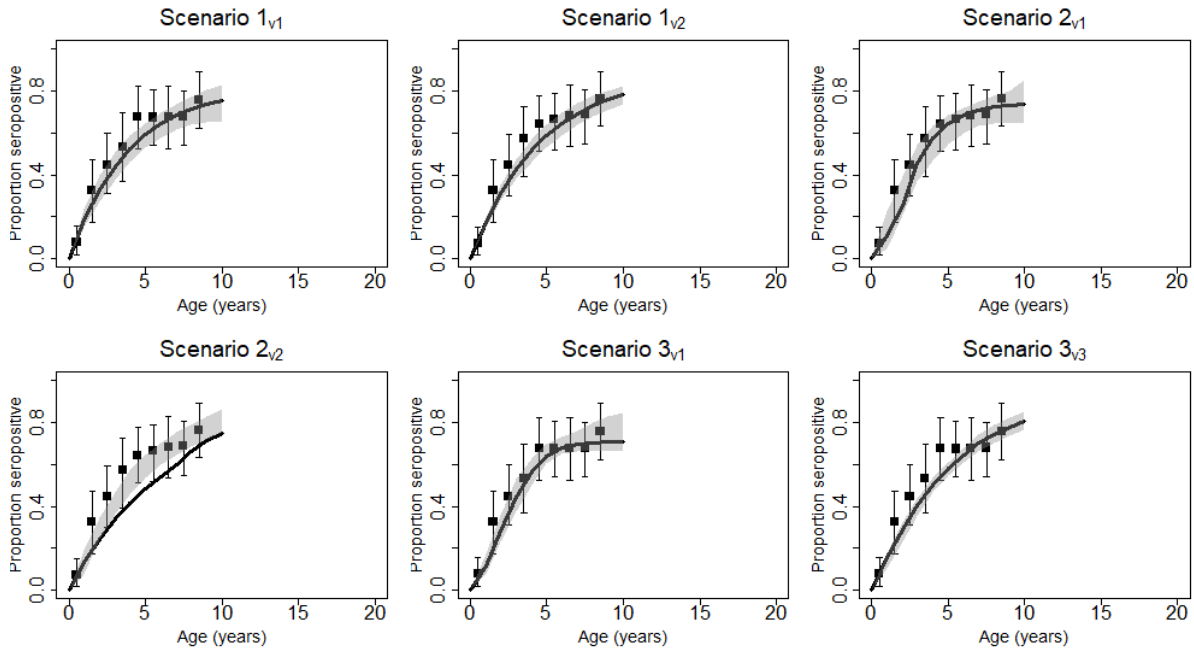 Scenario 1v1
Proportion seropositive
0.0 0.4 0.8
0 5 10 15 20
Age (years)
Scenario 1v2
Proportion seropositive
0.0 0.4 0.8
0 5 10 15 20
Age (years)
Scenario 2v1
Proportion seropositive
0.0 0.4 0.8
0 5 10 15 20
Age (years)
Scenario 2v2
Proportion seropositive
0.0 0.4 0.8
0 5 10 15 20
Age (years)
Scenario 3v1
Proportion seropositive
0.0 0.4 0.8
0 5 10 15 20
Age (years)
Scenario 3v3
Proportion seropositive
0.0 0.4 0.8
0 5 10 15 20
Age (years)